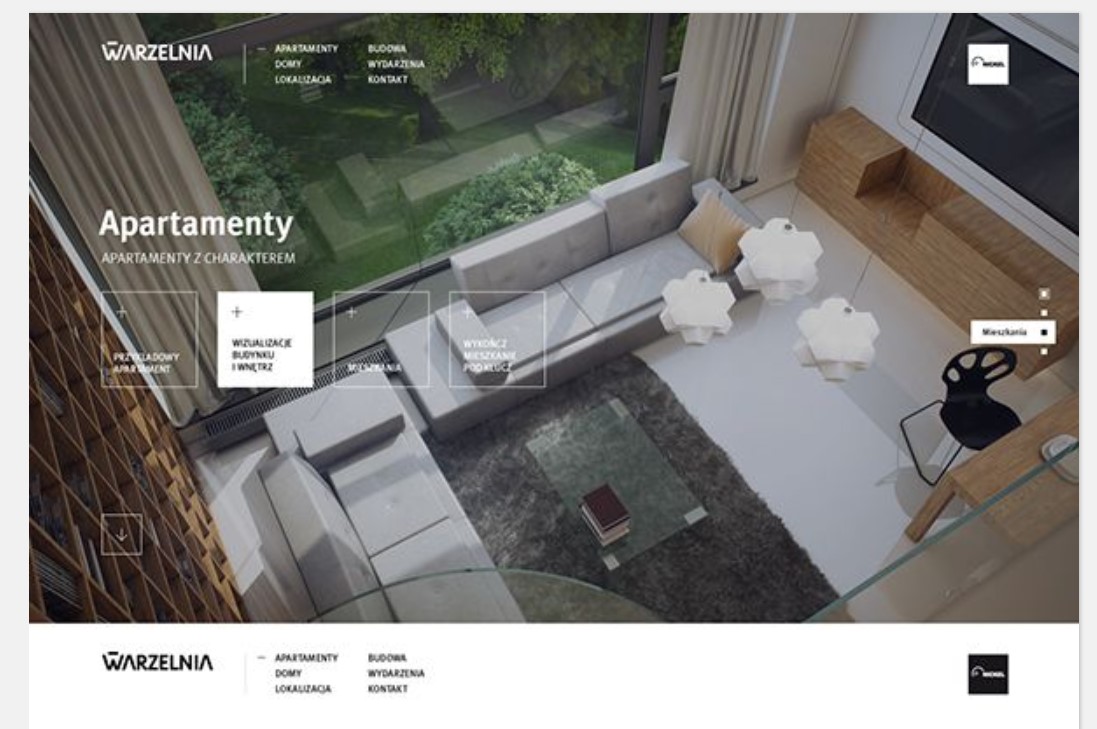 WARZELNIA
APARTAMENTY
DOMY
LOKALIZACJA
BUDOWA
WYDARZENIA
KONTAKT
NICKEL
Apartamenty
APARTAMENTY Z CHARAKTEREM
PRZYKŁADOWY
APARTAMENT
WIZUALIZACJE
BUDYNKU
I WNĘTRZ
MIESZKANIA
WYKOŃCZ
MIESZKANIE
POD KLUCZ
Mieszkania
WARZELNIA
APARTAMENTY
DOMY
LOKALIZACJA
BUDOWA
WYDARZENIA
KONTAKT
NICKEL